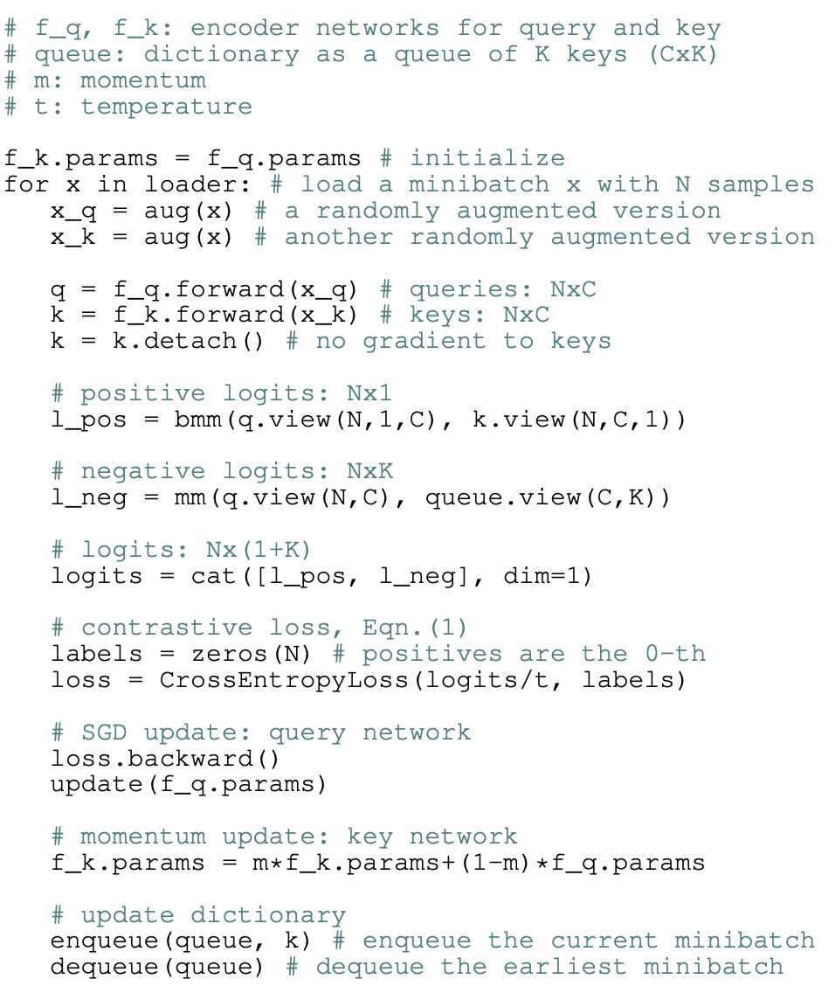 # f_q, f_k: encoder networks for query and key
# queue: dictionary as a queue of K keys (CxK)
# m: momentum
# t: temperature

f_k.params = f_q.params # initialize
for x in loader: # load a minibatch x with N samples
   x_q = aug(x) # a randomly augmented version
   x_k = aug(x) # another randomly augmented version

   q = f_q.forward(x_q) # queries: NxC
   k = f_k.forward(x_k) # keys: NxC
   k = k.detach() # no gradient to keys

   # positive logits: Nx1
   l_pos = bmm(q.view(N,1,C), k.view(N,C,1))

   # negative logits: NxK
   l_neg = mm(q.view(N,C), queue.view(C,K))

   # logits: Nx(1+K)
   logits = cat([l_pos, l_neg], dim=1)

   # contrastive loss, Eqn.(1)
   labels = zeros(N) # positives are the 0-th
   loss = CrossEntropyLoss(logits/t, labels)

   # SGD update: query network
   loss.backward()
   update(f_q.params)

   # momentum update: key network
   f_k.params = m*f_k.params+(1-m)*f_q.params

   # update dictionary
   enqueue(queue, k) # enqueue the current minibatch
   dequeue(queue) # dequeue the earliest minibatch